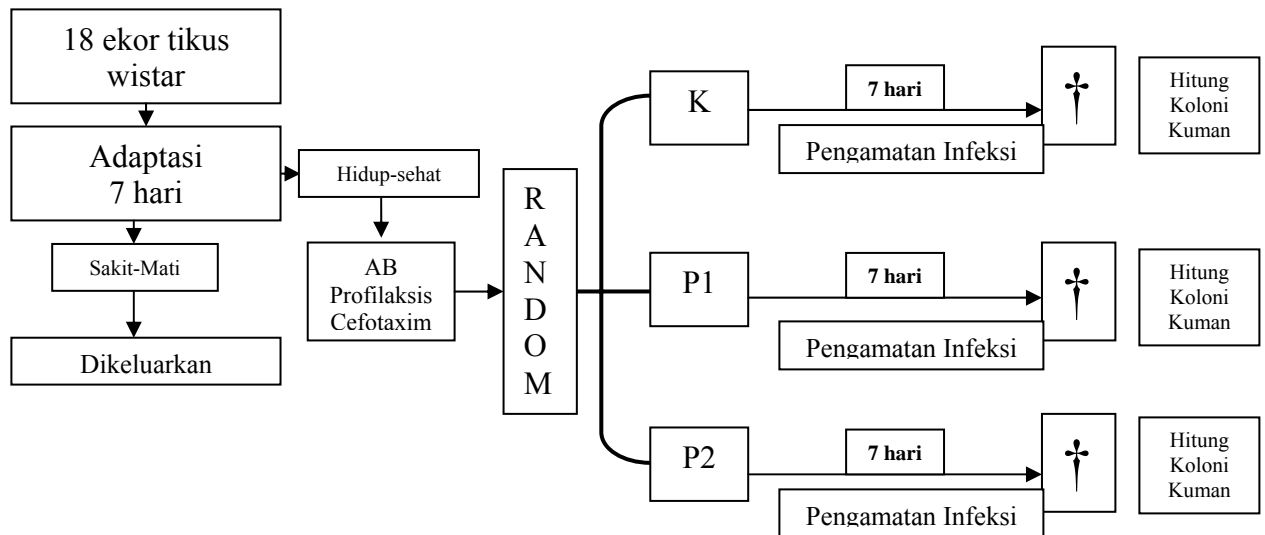 18 ekor tikus
wistar
Adaptasi
7 hari
Sakit-Mati
Dikeluarkan
Hidup-sehat
AB
Profilaksis
Cefotaxim
R
A
N
D
O
M
K
7 hari
Pengamatan Infeksi
†
Hitung
Koloni
Kuman
P1
7 hari
Pengamatan Infeksi
†
Hitung
Koloni
Kuman
P2
7 hari
Pengamatan Infeksi
†
Hitung
Koloni
Kuman